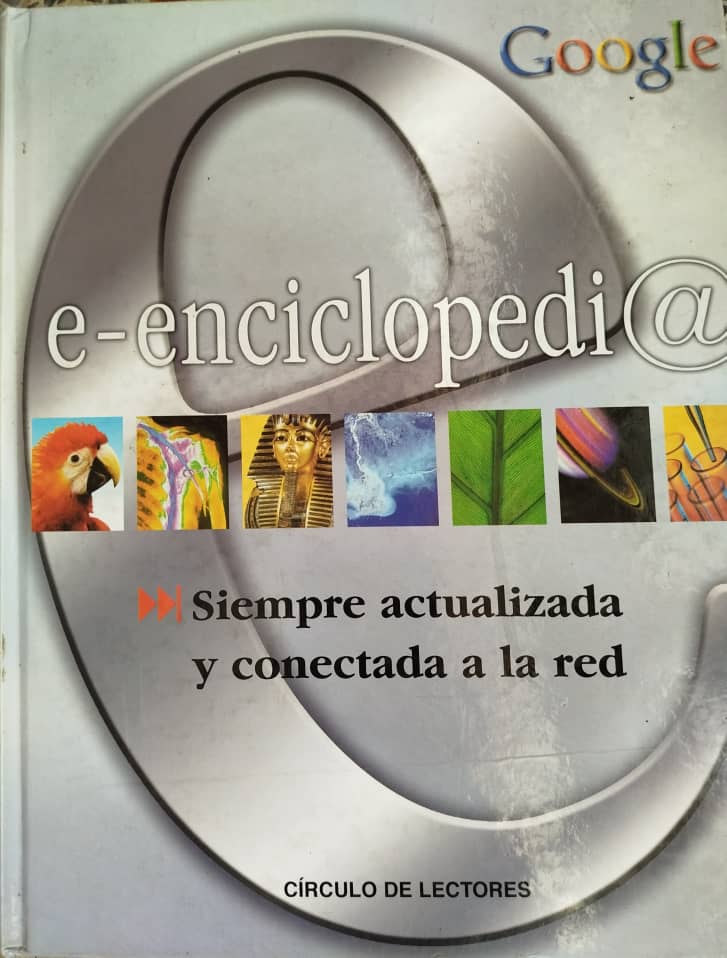 Google
e-enciclopedi@
Siempre actualizada
y conectada a la red
CÍRCULO DE LECTORES